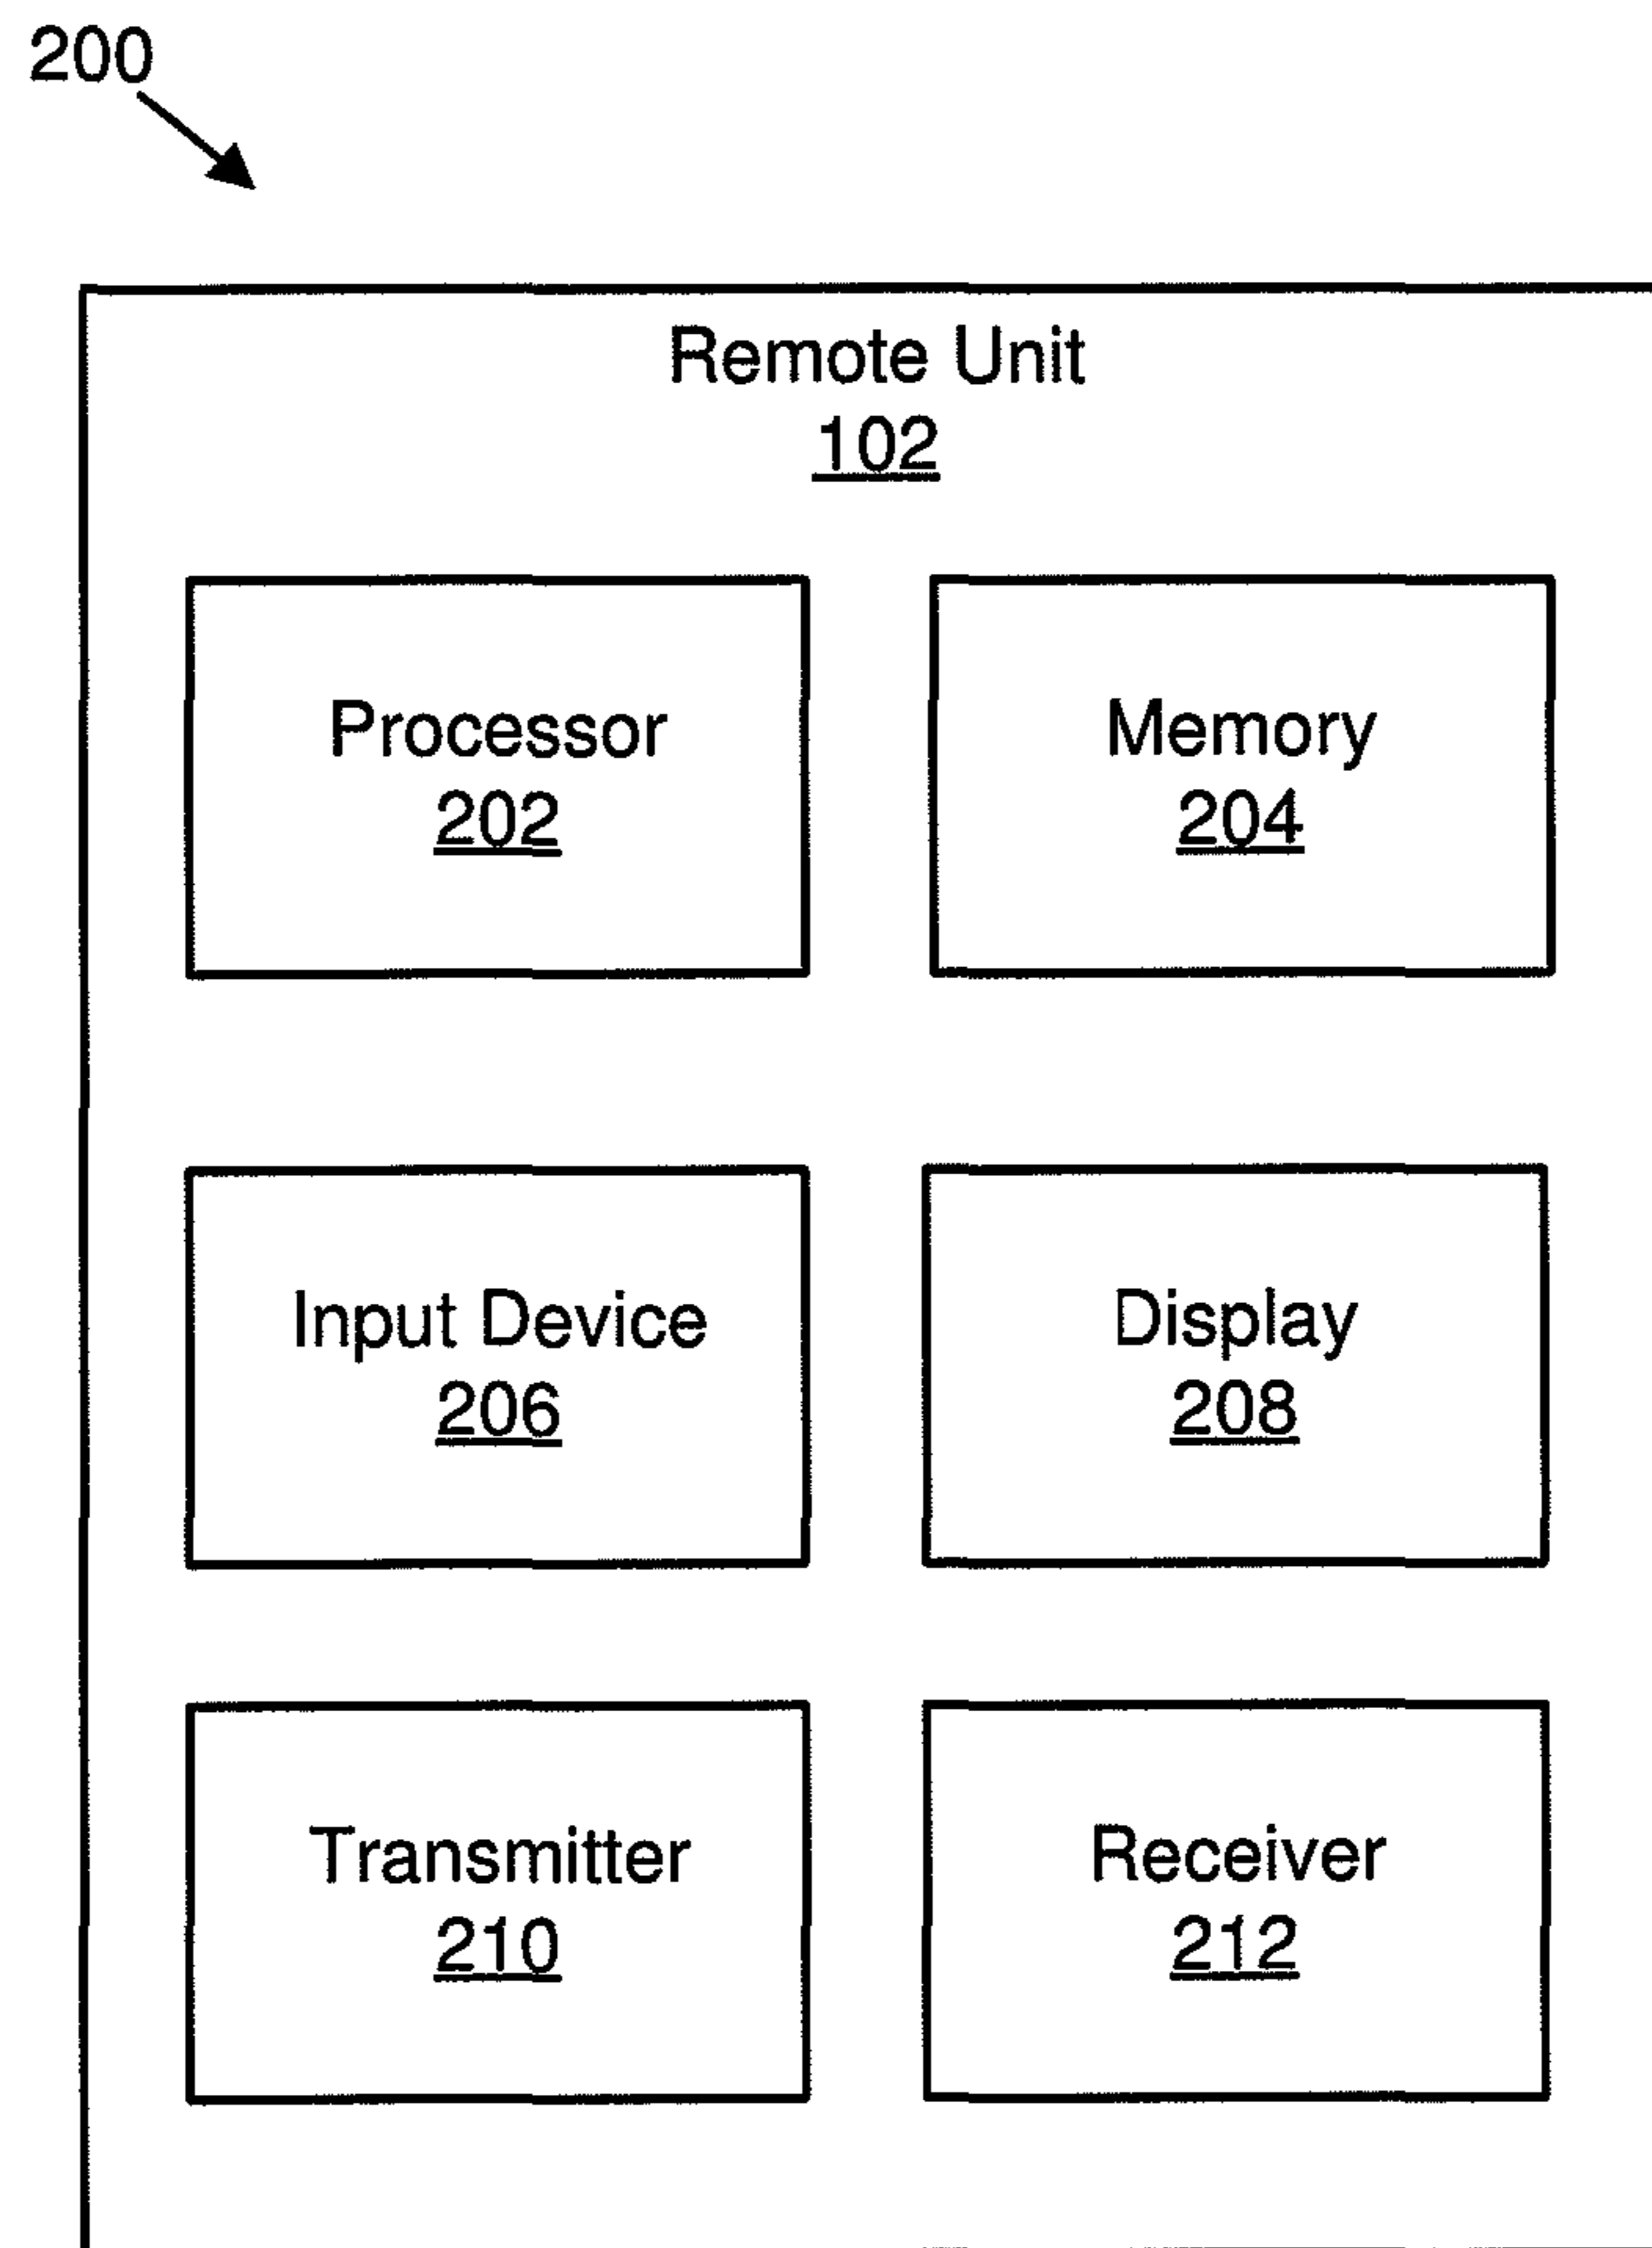 200
Remote Unit
102
Processor
202
Memory
204
Input Device
206
Display
208
Transmitter
210
Receiver
212